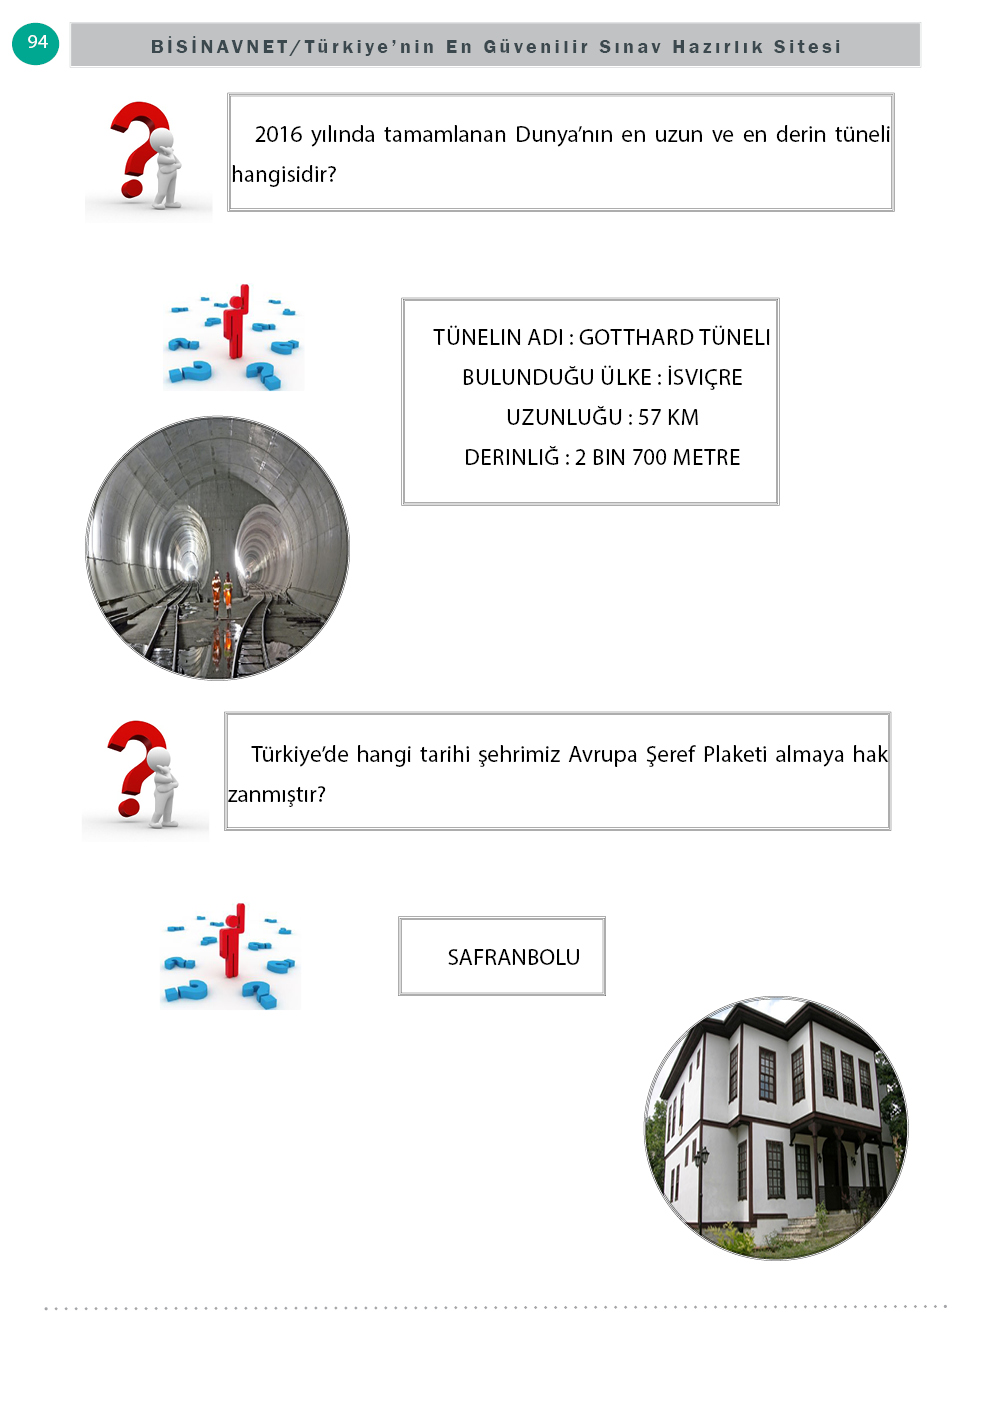 94
BİSİNAVNET/Türkiye’nin En Güvenilir Sınav Hazırlık Sitesi
2016 yılında tamamlanan Dunya’nın en uzun ve en derin tüneli
hangisidir?
TÜNELIN ADI : GOTTHARD TÜNELI
BULUNDUĞU ÜLKE : İSVIÇRE
UZUNLUĞU : 57 KM
DERINLIĞ : 2 BIN 700 METRE
Türkiye’de hangi tarihi şehrimiz Avrupa Şeref Plaketi almaya hak
zanmıştır?
SAFRANBOLU